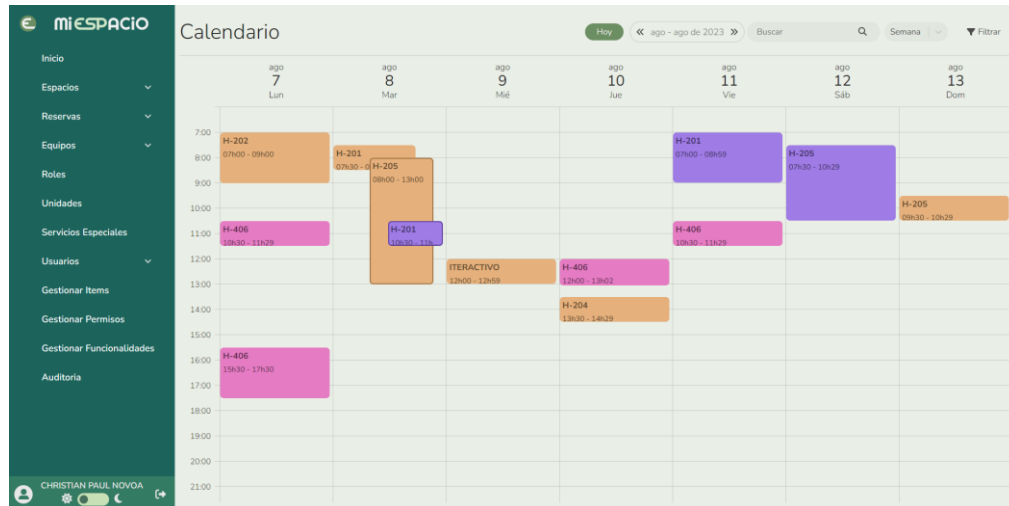 MiESPACiO
Inicio
Espacios
Reservas
Equipos
Roles
Unidades
Servicios Especiales
Usuarios
Gestionar Items
Gestionar Permisos
Gestionar Funcionalidades
Auditoria
CHRISTIAN PAUL NOVOA
Calendario
Hoy
ago - ago de 2023
Buscar
Semana
Filtrar
ago
7
Lun
ago
8
Mar
ago
9
Mié
ago
10
Jue
ago
11
Vie
ago
12
Sáb
ago
13
Dom
7:00
8:00
9:00
10:00
11:00
12:00
13:00
14:00
15:00
16:00
17:00
18:00
19:00
20:00
21:00
H-202
07h00 - 09h00
H-406
10h30 - 11h29
H-406
15h30 - 17h30
H-201
07h30 - 0
H-205
08h00 - 13h00
H-201
10h30 - 11h
ITERACTIVO
12h00 - 12h59
H-406
12h00 - 13h02
H-204
13h30 - 14h29
H-201
07h00 - 08h59
H-406
10h30 - 11h29
H-205
07h30 - 10h29
H-205
09h30 - 10h29